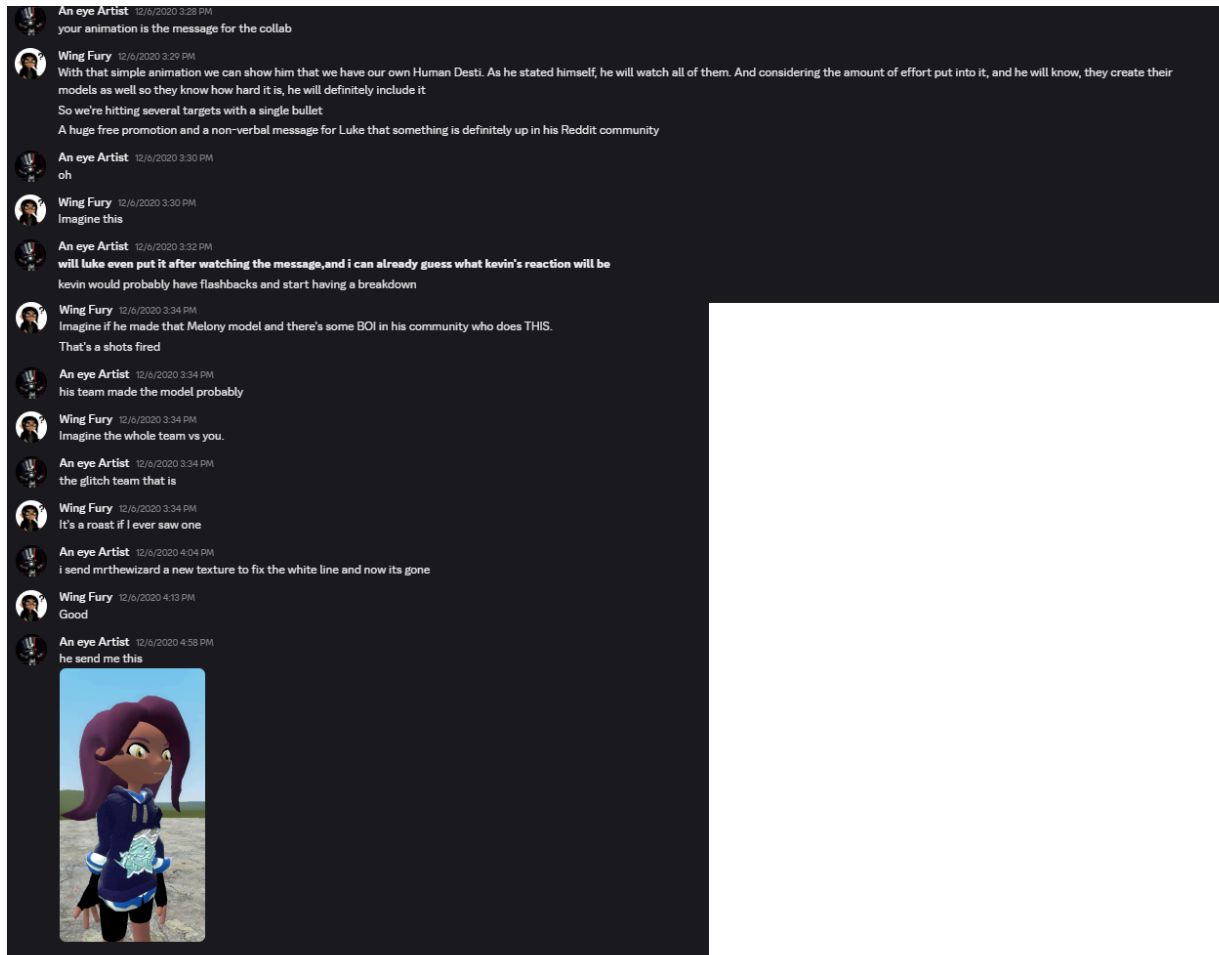 An eye Artist 12/6/2020 3:28 PM
your animation is the message for the collab
Wing Fury 12/6/2020 3:29 PM
With that simple animation we can show him that we have our own Human Desti. As he stated himself, he will watch all of them. And considering the amount of effort put into it, and he will know, they create their
models as well so they know how hard it is, he will definitely include it
So we're hitting several targets with a single bullet
A huge free promotion and a non-verbal message for Luke that something is definitely up in his Reddit community
An eye Artist 12/6/2020 3:30 PM
oh
Wing Fury 12/6/2020 3:30 PM
Imagine this
An eye Artist 12/6/2020 3:32 PM
will luke even put it after watching the message,and i can already guess what kevin's reaction will be
kevin would probably have flashbacks and start having a breakdown
Wing Fury 12/6/2020 3:34 PM
Imagine if he made that Melony model and there's some BOI in his community who does THIS.
That's a shots fired
An eye Artist 12/6/2020 3:34 PM
his team made the model probably
Wing Fury 12/6/2020 3:34 PM
Imagine the whole team vs you.
An eye Artist 12/6/2020 3:34 PM
the glitch team that is
Wing Fury 12/6/2020 3:34 PM
It's a roast if I ever saw one
An eye Artist 12/6/2020 4:04 PM
i send mrthewizard a new texture to fix the white line and now its gone
Wing Fury 12/6/2020 4:13 PM
Good
An eye Artist 12/6/2020 4:58 PM
he send me this